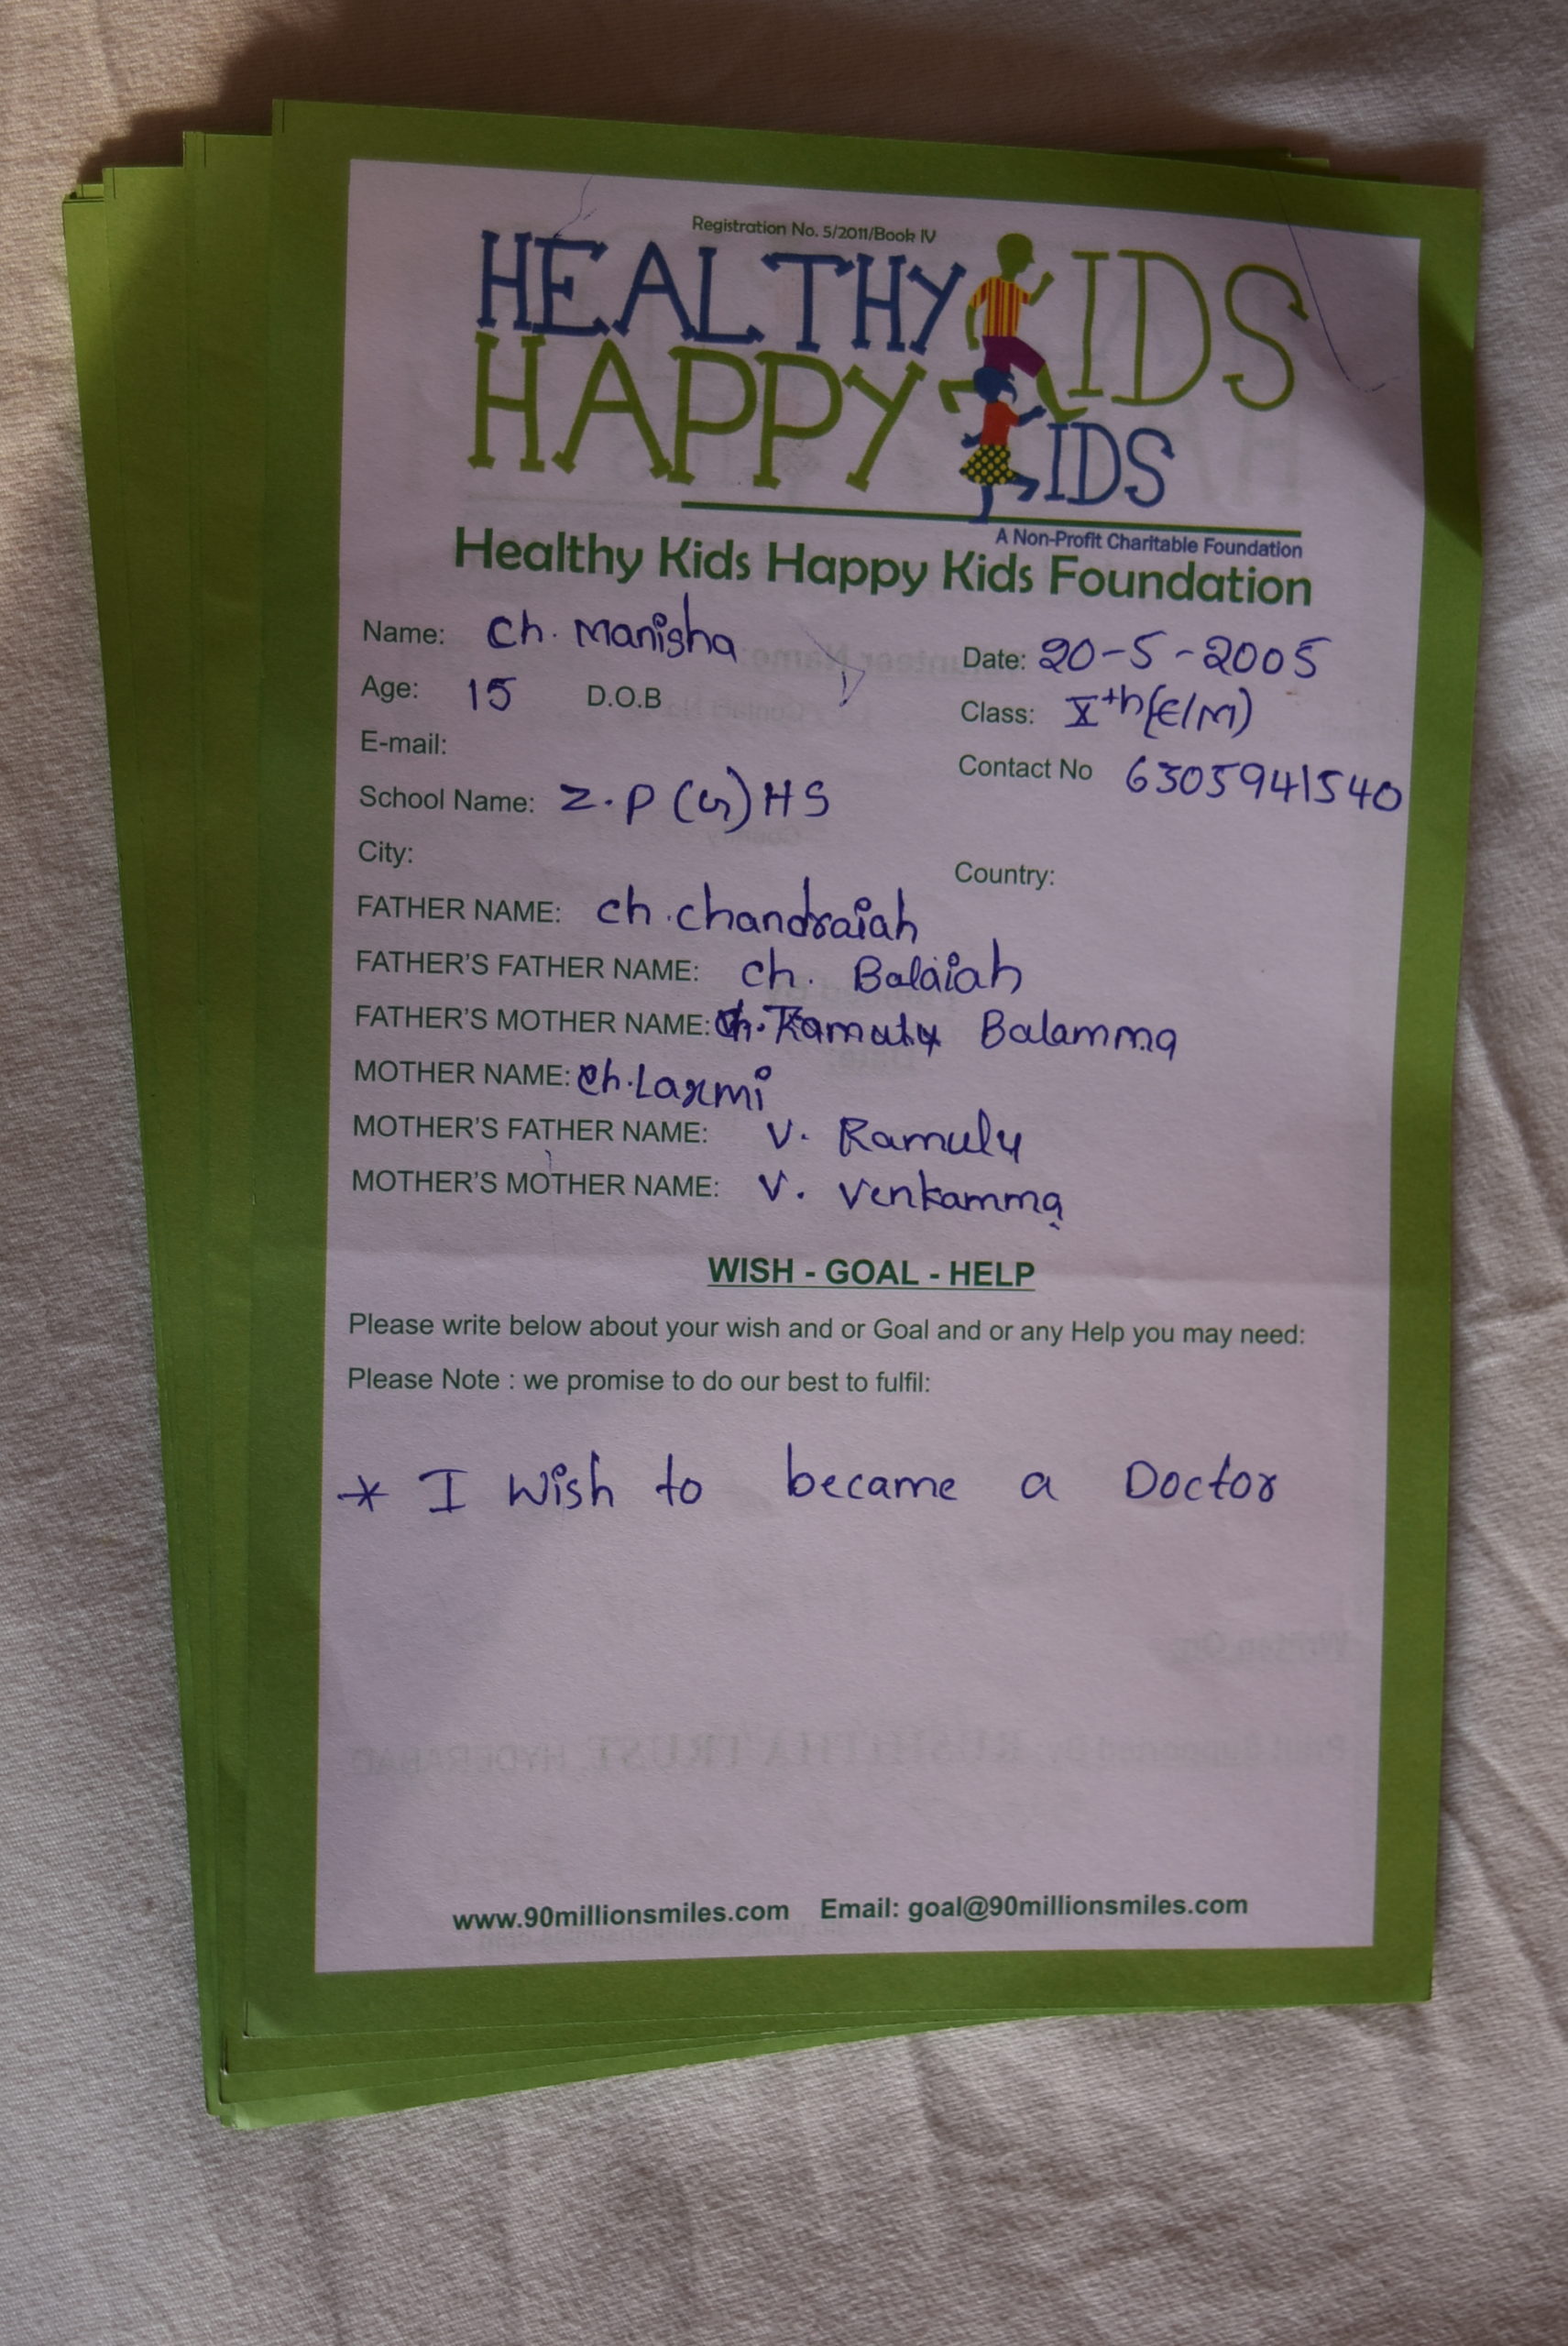 Registration No. 5/2011/Book IV
HEALTHY KIDS
HAPPY KIDS
A Non-Profit Charitable Foundation
Healthy Kids Happy Kids Foundation
Name: Ch. Manisha
Date: 20-5-2005
Age: 15 D.O.B
Class: Xth (E/M)
E-mail:
Contact No 6305941540
School Name: Z.P (G) HS
City:
Country:
FATHER NAME: Ch. Chandraiah
FATHER'S FATHER NAME: Ch. Balaiah
FATHER'S MOTHER NAME: Ch. Ramulu Balamma
MOTHER NAME: Ch. Laxmi
MOTHER'S FATHER NAME: V. Ramulu
MOTHER'S MOTHER NAME: V. Venkamma
WISH - GOAL - HELP
Please write below about your wish and or Goal and or any Help you may need:
Please Note : we promise to do our best to fulfil:
* I wish to became a Doctor
www.90millionsmiles.com Email: goal@90millionsmiles.com